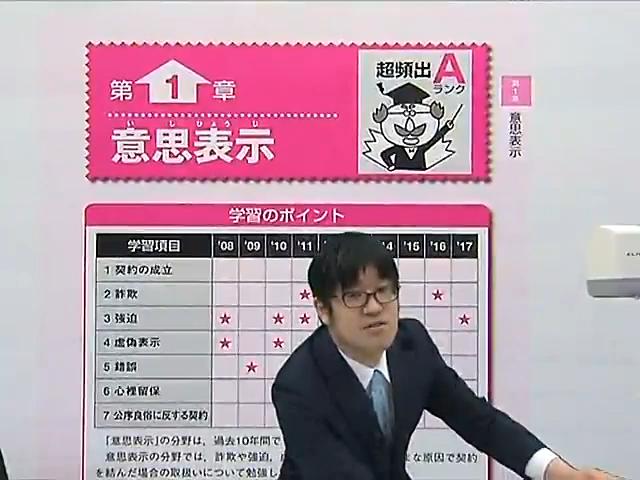 第1章
いしひょうじ
意思表示
超頻出Aランク
第1章
意思表示
学習のポイント
学習項目 '08 '09 '10 '11 '14 '15 '16 '17
1 契約の成立
2 詐欺 ★ ★
3 強迫 ★ ★ ★ ★
4 虚偽表示 ★ ★
5 錯誤 ★
6 心裡留保
7 公序良俗に反する契約
「意思表示」の分野は、過去10年間で
意思表示の分野では、詐欺や強迫、 な原因で契約
を結んだ場合の取扱いについて勉強し